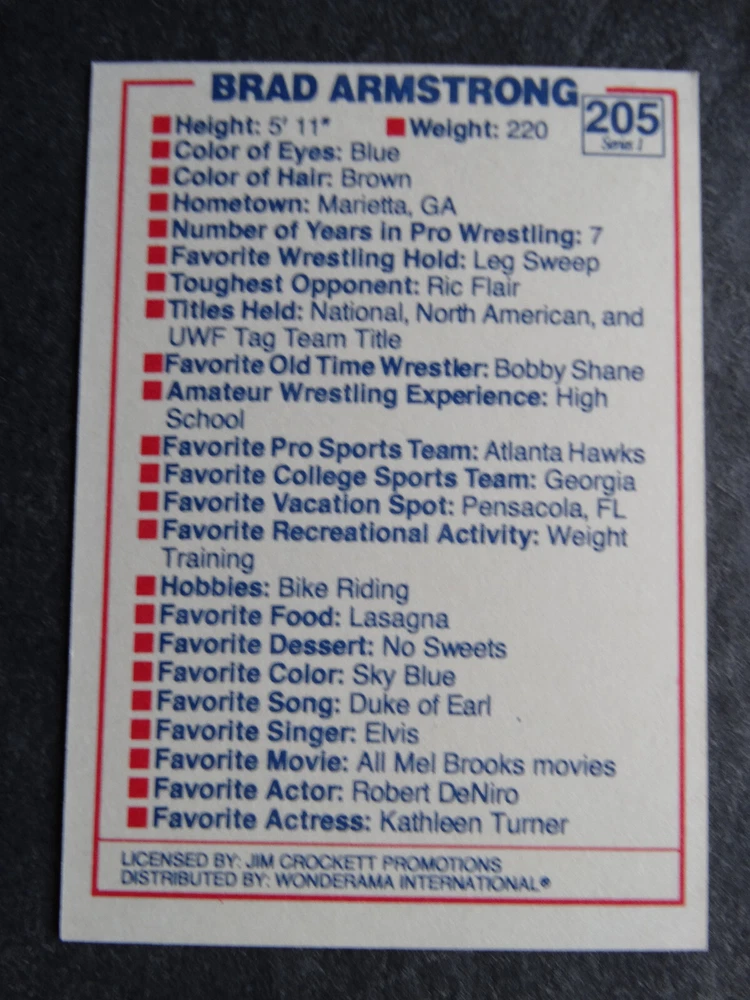 BRAD ARMSTRONG
205
Series 1
Height: 5' 11" Weight: 220
Color of Eyes: Blue
Color of Hair: Brown
Hometown: Marietta, GA
Number of Years in Pro Wrestling: 7
Favorite Wrestling Hold: Leg Sweep
Toughest Opponent: Ric Flair
Titles Held: National, North American, and
UWF Tag Team Title
Favorite Old Time Wrestler: Bobby Shane
Amateur Wrestling Experience: High
School
Favorite Pro Sports Team: Atlanta Hawks
Favorite College Sports Team: Georgia
Favorite Vacation Spot: Pensacola, FL
Favorite Recreational Activity: Weight
Training
Hobbies: Bike Riding
Favorite Food: Lasagna
Favorite Dessert: No Sweets
Favorite Color: Sky Blue
Favorite Song: Duke of Earl
Favorite Singer: Elvis
Favorite Movie: All Mel Brooks movies
Favorite Actor: Robert DeNiro
Favorite Actress: Kathleen Turner
LICENSED BY: JIM CROCKETT PROMOTIONS
DISTRIBUTED BY: WONDERAMA INTERNATIONAL®